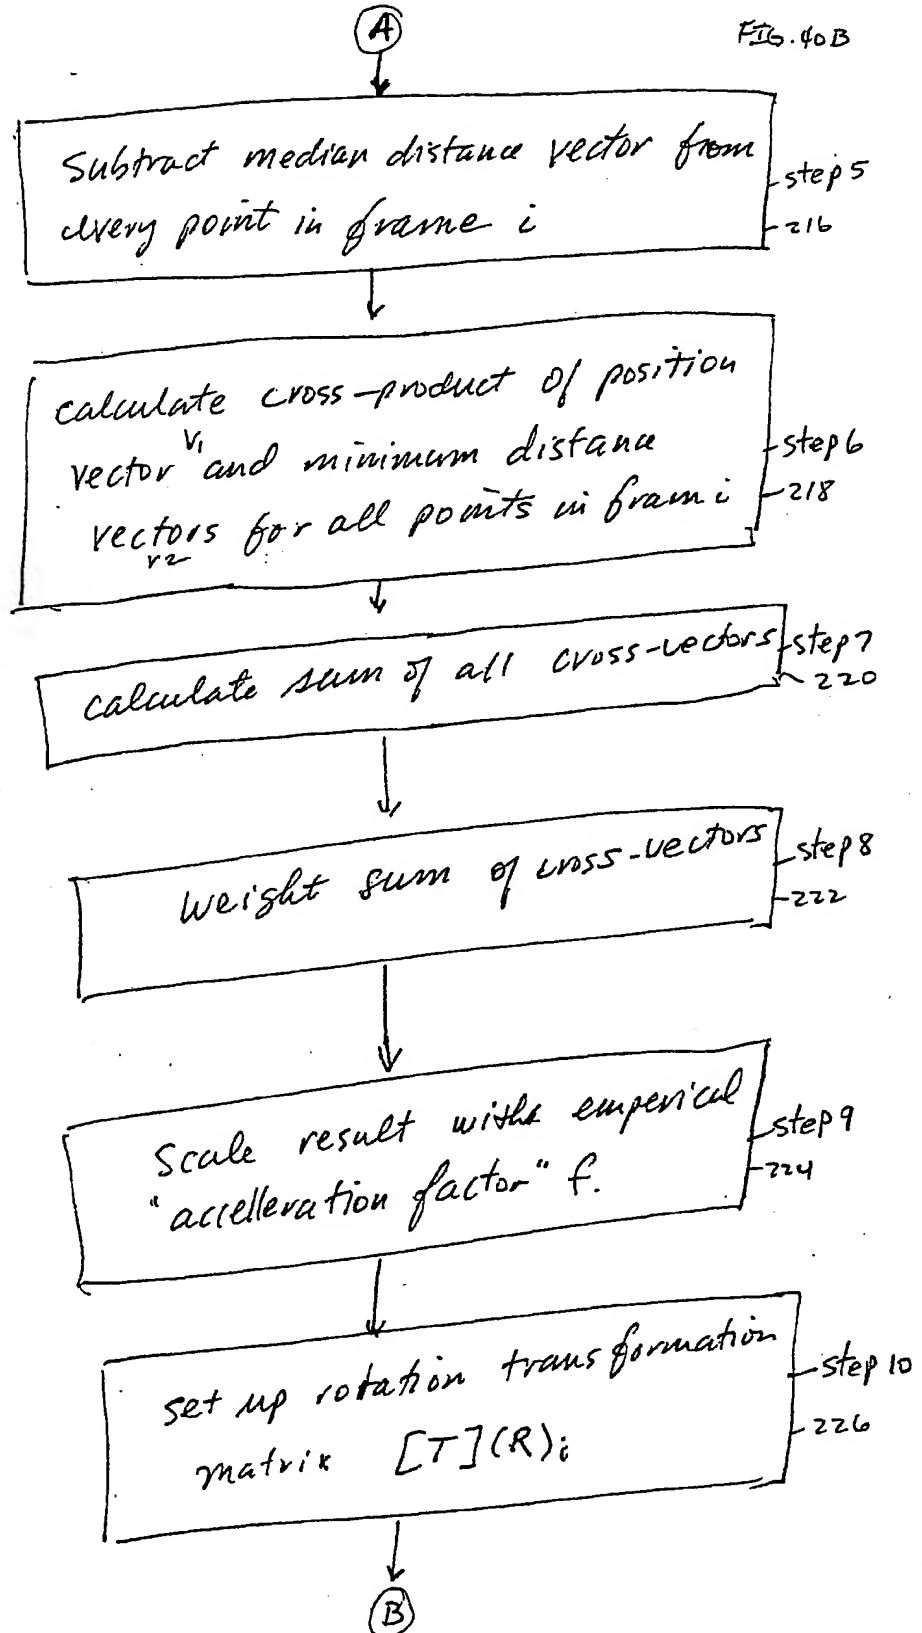 A
FIG. 40B
Subtract median distance vector from
every point in frame i
step 5
216
calculate cross-product of position
vector V1 and minimum distance
vectors for all points in fram i
v2
step 6
218
calculate sum of all cross-vectors
step 7
220
weight sum of cross-vectors
step 8
222
Scale result with emperical
"accelleration factor" f.
step 9
224
set up rotation transformation
matrix [T](R)i
step 10
226
B